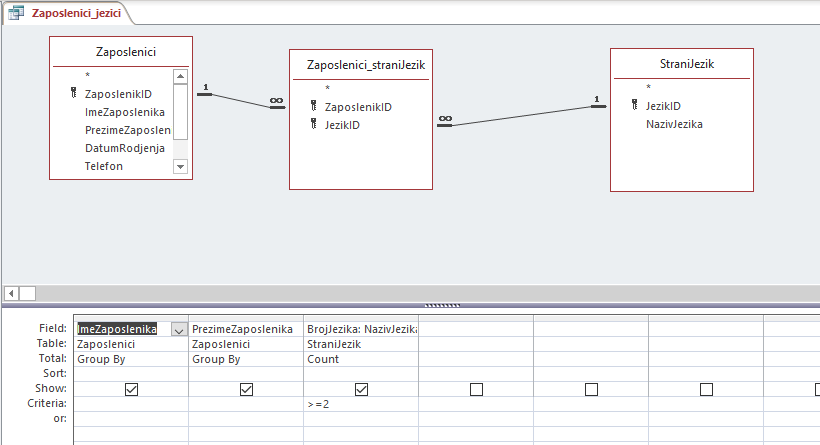 Zaposlenici_jezici
Zaposlenici
*
ZaposlenikID
ImeZaposlenika
PrezimeZaposlen
DatumRodjenja
Telefon
1
∞
Zaposlenici_straniJezik
*
ZaposlenikID
JezikID
∞
1
StraniJezik
*
JezikID
NazivJezika
Field: ImeZaposlenika PrezimeZaposlenika BrojJezika: NazivJezika
Table: Zaposlenici Zaposlenici StraniJezik
Total: Group By Group By Count
Sort:
Show:
Criteria: >=2
or: